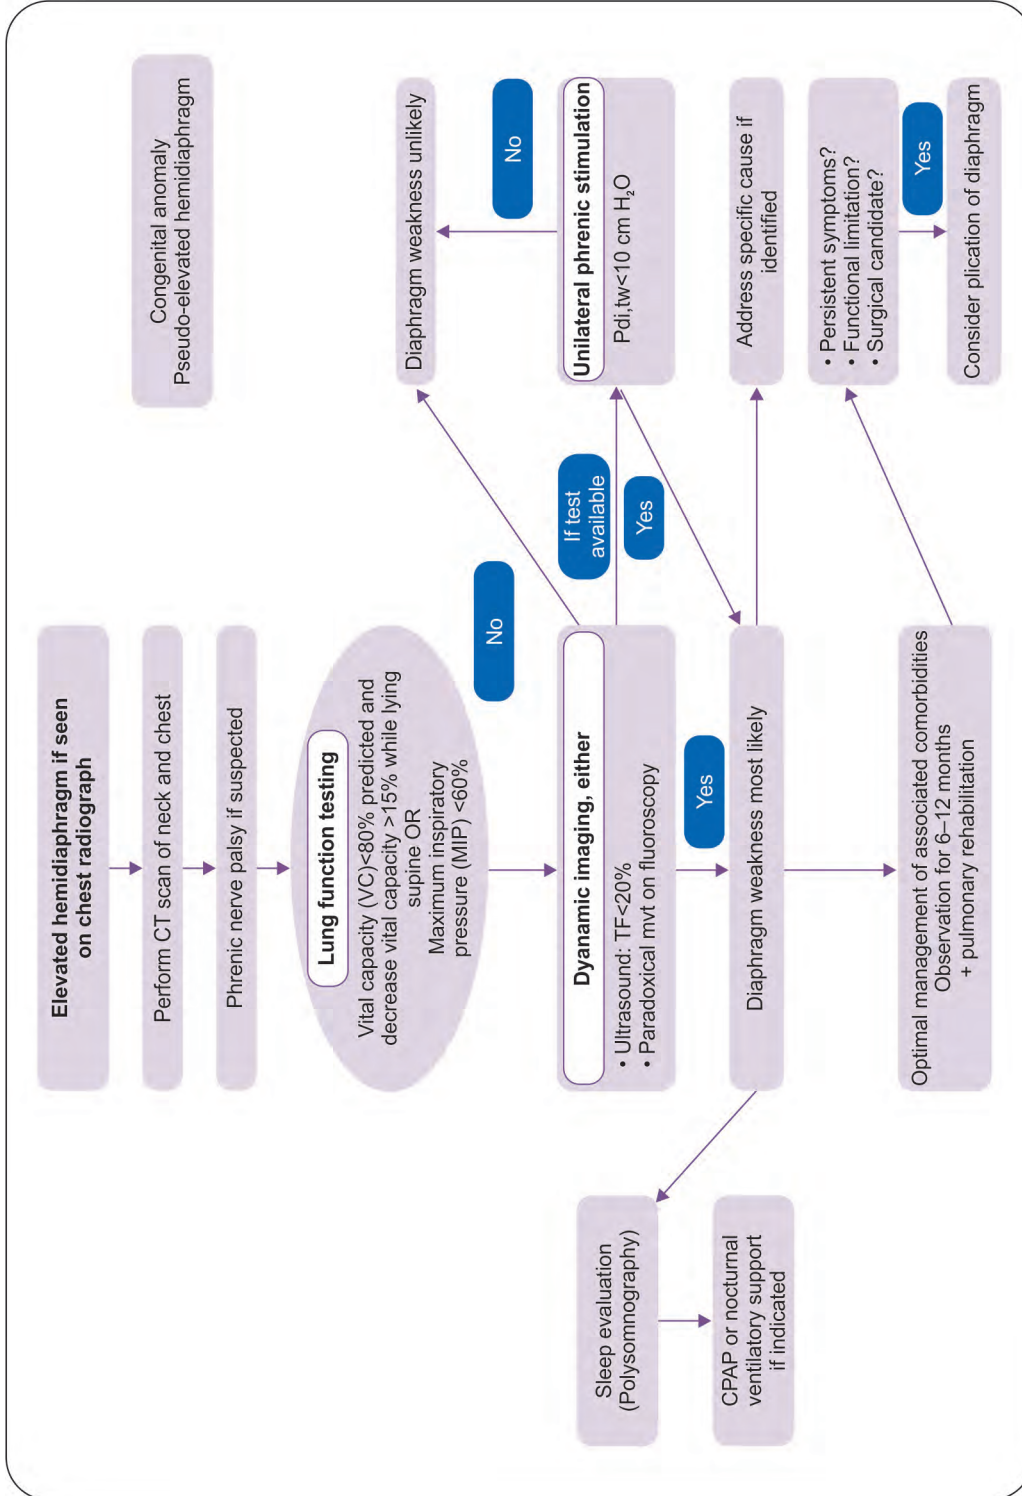 Elevated hemidiaphragm if seen
on chest radiograph
Congenital anomaly
Pseudo-elevated hemidiaphragm
Perform CT scan of neck and chest
Phrenic nerve palsy if suspected
Lung function testing
Vital capacity (VC)<80% predicted and
decrease vital capacity >15% while lying
supine OR
Maximum inspiratory
pressure (MIP) <60%
No
Diaphragm weakness unlikely
No
Dyanamic imaging, either
• Ultrasound: TF<20%
• Paradoxical mvt on fluoroscopy
If test
available
Yes
Unilateral phrenic stimulation
Pdi,tw<10 cm H₂O
Yes
Sleep evaluation
(Polysomnography)
CPAP or nocturnal
ventilatory support
if indicated
Diaphragm weakness most likely
Address specific cause if
identified
Optimal management of associated comorbidities
Observation for 6–12 months
+ pulmonary rehabilitation
• Persistent symptoms?
• Functional limitation?
• Surgical candidate?
Yes
Consider plication of diaphragm